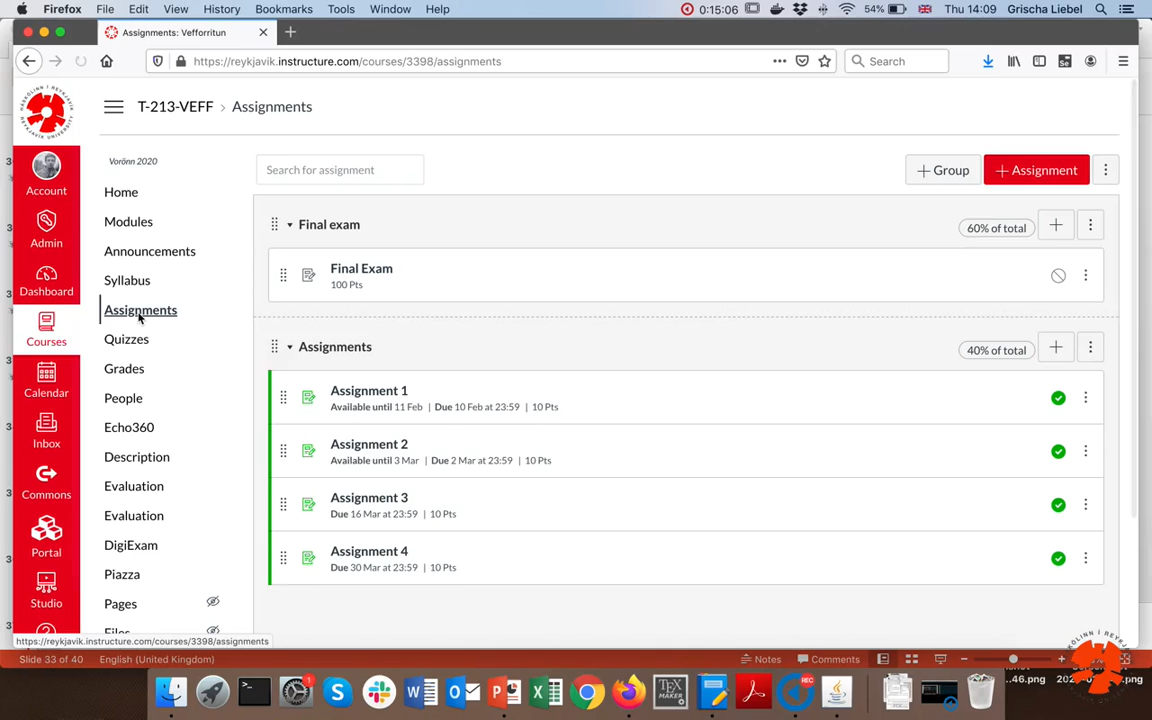 Firefox File Edit View History Bookmarks Tools Window Help 0:15:06 54% Thu 14:09 Grischa Liebel
Assignments: Vefforritun
https://reykjavik.instructure.com/courses/3398/assignments Search
T-213-VEFF › Assignments
Vorönn 2020
Search for assignment
+ Group
+ Assignment
Account
Admin
Dashboard
Courses
Calendar
Inbox
Commons
Portal
Studio
Home
Modules
Announcements
Syllabus
Assignments
Quizzes
Grades
People
Echo360
Description
Evaluation
Evaluation
DigiExam
Piazza
Pages
Files
Final exam
60% of total
Final Exam
100 Pts
Assignments
40% of total
Assignment 1
Available until 11 Feb | Due 10 Feb at 23:59 | 10 Pts
Assignment 2
Available until 3 Mar | Due 2 Mar at 23:59 | 10 Pts
Assignment 3
Due 16 Mar at 23:59 | 10 Pts
Assignment 4
Due 30 Mar at 23:59 | 10 Pts
https://reykjavik.instructure.com/courses/3398/assignments
Slide 33 of 40 English (United Kingdom) Notes Comments
...46.png
REC
TEX
MAKER